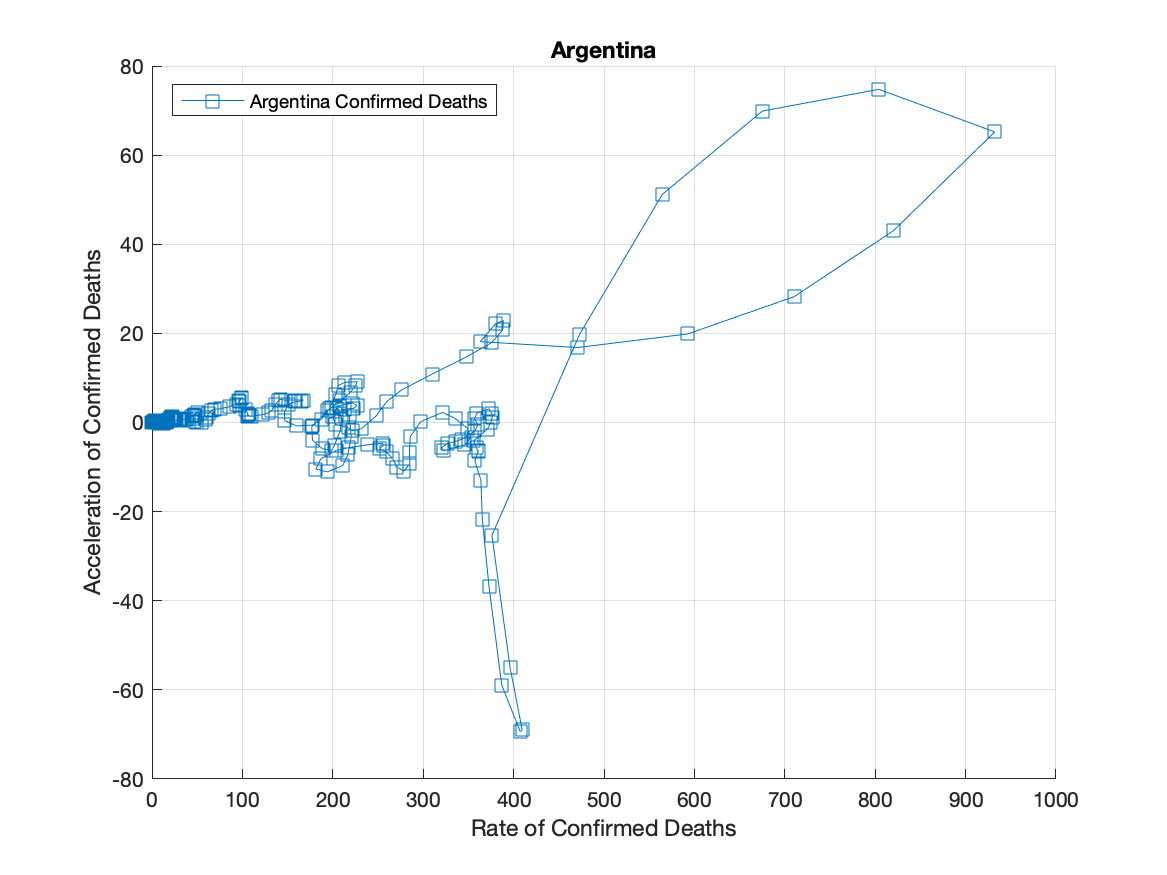 Argentina
Argentina Confirmed Deaths
80
60
40
20
0
-20
-40
-60
-80
Acceleration of Confirmed Deaths
0 100 200 300 400 500 600 700 800 900 1000
Rate of Confirmed Deaths